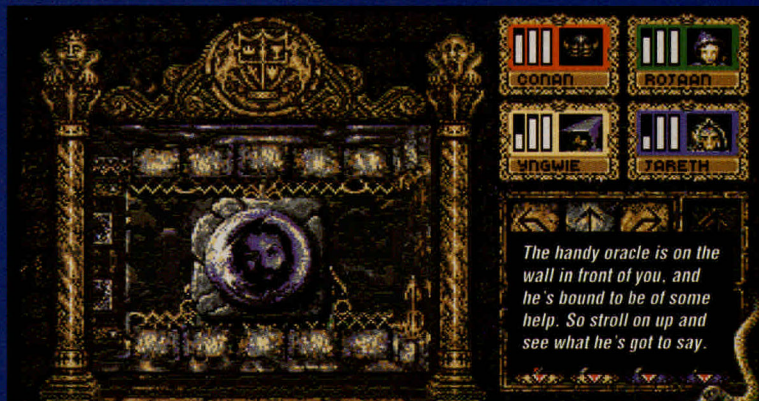 CONAN
ROTAAN
YNGWIE
JARETH
The handy oracle is on the
wall in front of you, and
he's bound to be of some
help. So stroll on up and
see what he's got to say.